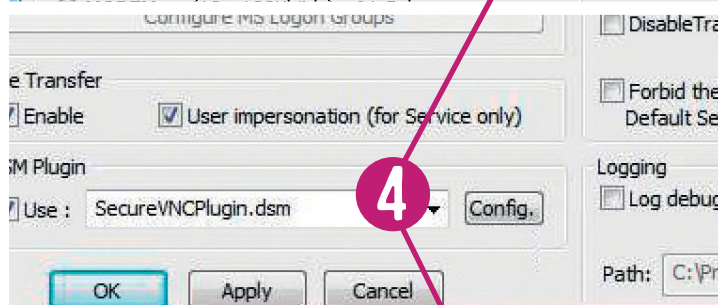 Configure MS Logon Groups
DisableTra
e Transfer
Enable
User impersonation (for Service only)
Forbid the
Default Se
SM Plugin
Use :
SecureVNCPlugin.dsm
4
Config.
Logging
Log debug
OK
Apply
Cancel
Path:
C:\Pr